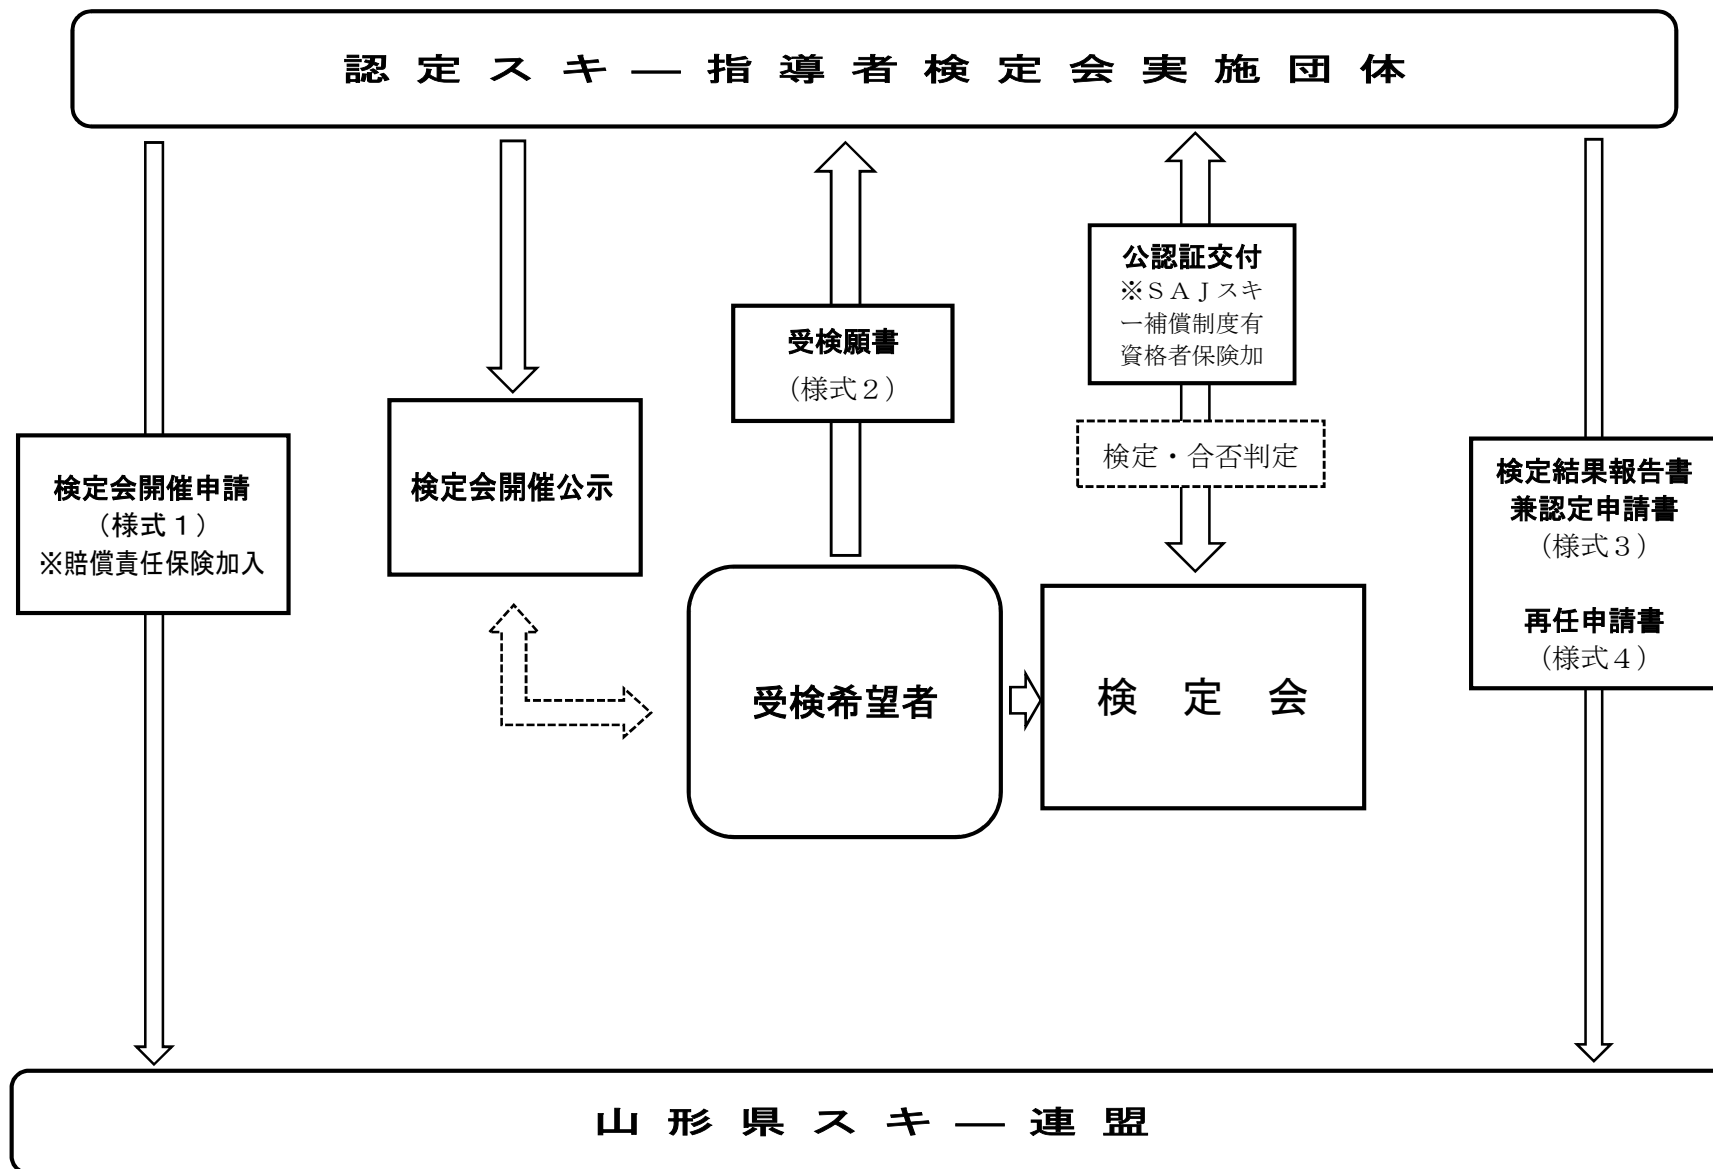 認定スキー指導者検定会実施団体
公認証交付
※ＳＡＪスキ
ー補償制度有
資格者保険加
受検願書
（様式２）
検定・合否判定
検定会開催申請
（様式１）
※賠償責任保険加入
検定会開催公示
検定結果報告書
兼認定申請書
（様式３）
再任申請書
（様式４）
受検希望者
検　定　会
山形県スキー連盟